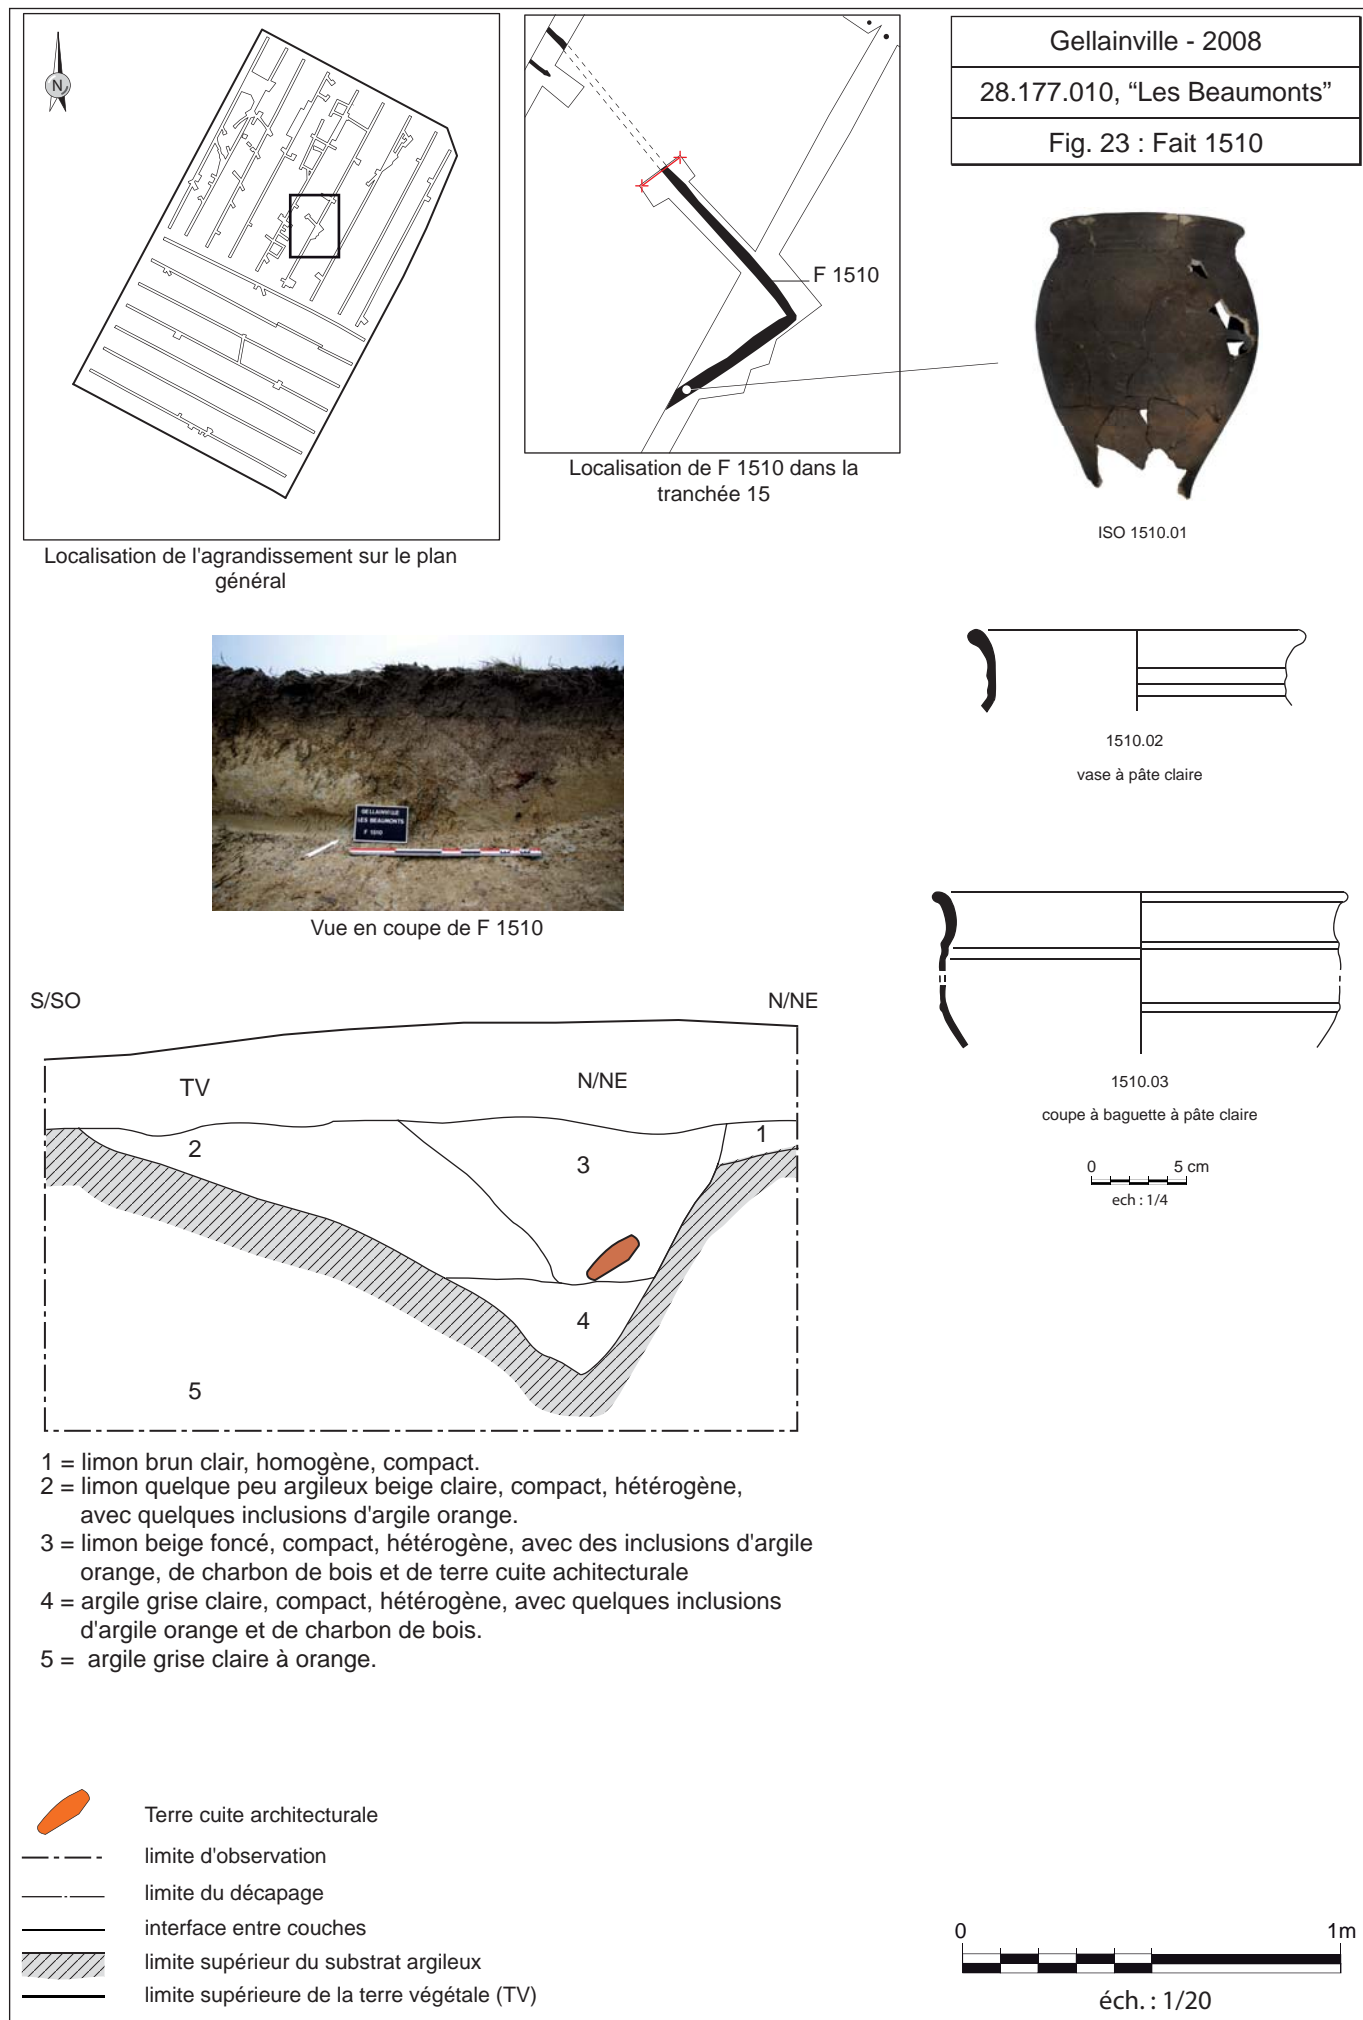 N
Localisation de l'agrandissement sur le plan
général
F 1510
Localisation de F 1510 dans la
tranchée 15
Gellainville - 2008
28.177.010, “Les Beaumonts”
Fig. 23 : Fait 1510
ISO 1510.01
GELLAINVILLE
LES BEAUMONTS
F 1510
Vue en coupe de F 1510
1510.02
vase à pâte claire
1510.03
coupe à baguette à pâte claire
0 5 cm
ech : 1/4
S/SO N/NE
TV N/NE
1
2
3
4
5
1 = limon brun clair, homogène, compact.
2 = limon quelque peu argileux beige claire, compact, hétérogène,
avec quelques inclusions d'argile orange.
3 = limon beige foncé, compact, hétérogène, avec des inclusions d'argile
orange, de charbon de bois et de terre cuite achitecturale
4 = argile grise claire, compact, hétérogène, avec quelques inclusions
d'argile orange et de charbon de bois.
5 = argile grise claire à orange.
Terre cuite architecturale
limite d'observation
limite du décapage
interface entre couches
limite supérieur du substrat argileux
limite supérieure de la terre végétale (TV)
0 1m
éch. : 1/20